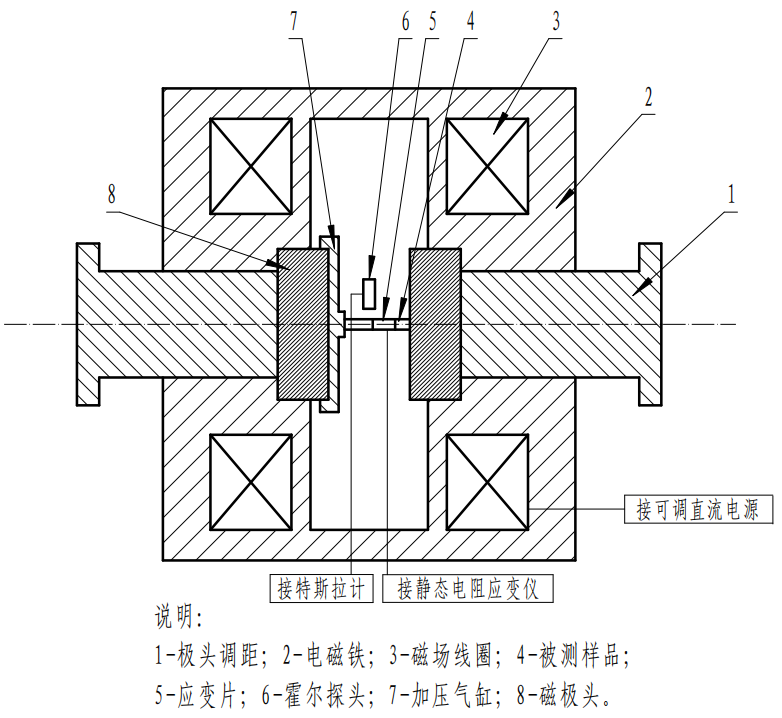 7 6 5 4 3
2
8 1
接可调直流电源
接特斯拉计 接静态电阻应变仪
说明：
1-极头调距；2-电磁铁；3-磁场线圈；4-被测样品；
5-应变片；6-霍尔探头；7-加压气缸；8-磁极头。